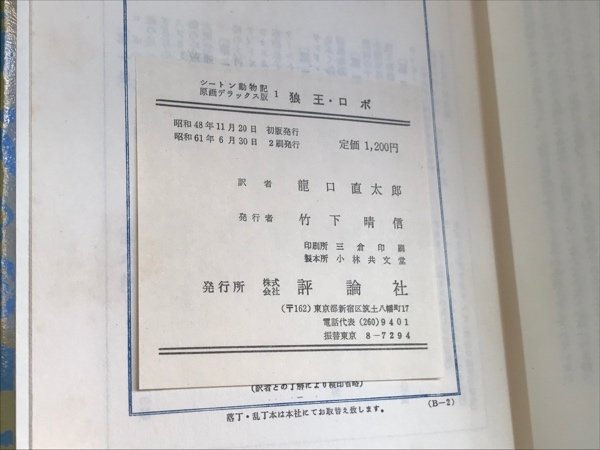 シートン動物記
原画デラックス版 1 狼王・ロボ
昭和48年11月20日 初版発行
昭和61年6月30日 2刷発行
定価1,200円
訳者 龍口直太郎
発行者 竹下晴信
印刷所 三倉印刷
製本所 小林共文堂
発行所 株式会社 評論社
(〒162)東京都新宿区筑土八幡町17
電話代表(260)9401
振替東京 8-7294
(訳者との了解により検印省略)
(B-2)
落丁・乱丁本は本社にてお取替え致します。